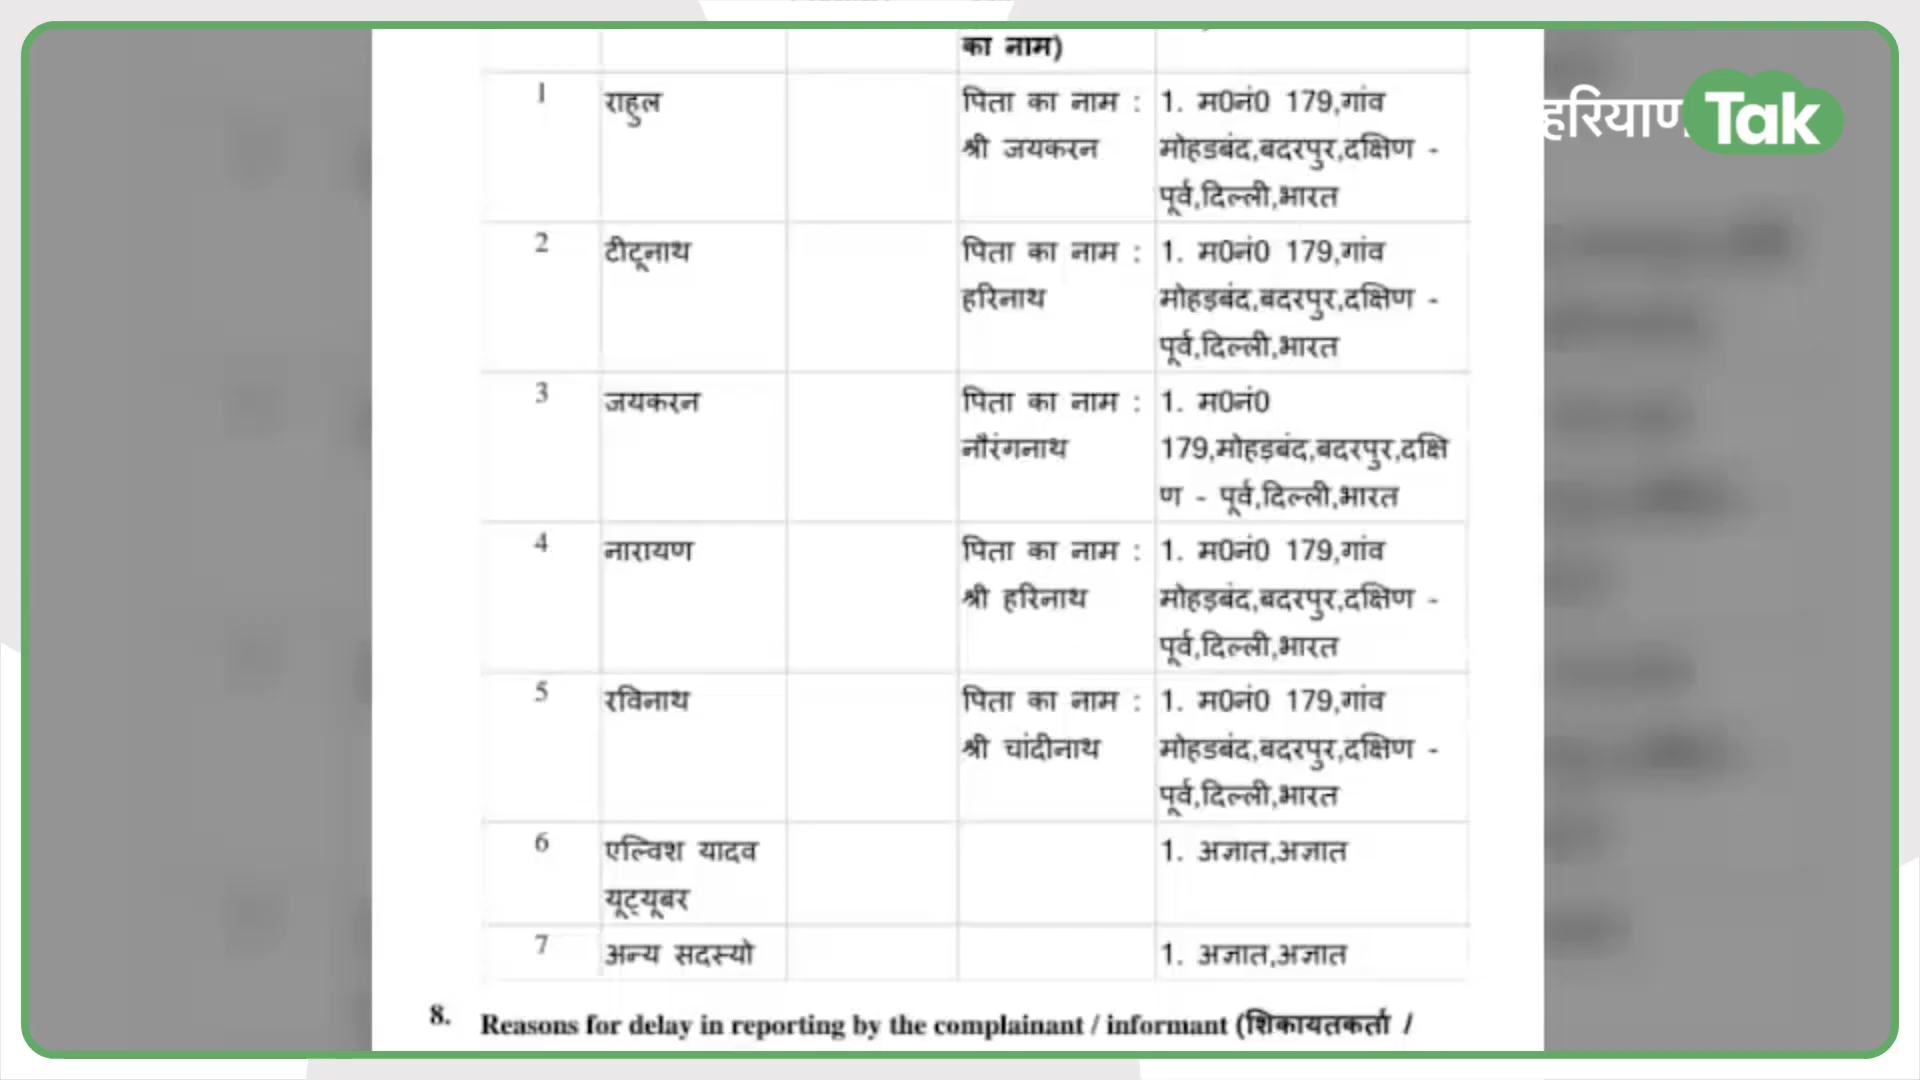 का नाम)
1 राहुल पिता का नाम : 1. म0नं0 179,गांव
श्री जयकरन मोहडबंद,बदरपुर,दक्षिण -
पूर्व,दिल्ली,भारत
2 टीटूनाथ पिता का नाम : 1. म0नं0 179,गांव
हरिनाथ मोहड़बंद,बदरपुर,दक्षिण -
पूर्व,दिल्ली,भारत
3 जयकरन पिता का नाम : 1. म0नं0
नौरंगनाथ 179,मोहड़बंद,बदरपुर,दक्षि
ण - पूर्व,दिल्ली,भारत
4 नारायण पिता का नाम : 1. म0नं0 179,गांव
श्री हरिनाथ मोहड़बंद,बदरपुर,दक्षिण -
पूर्व,दिल्ली,भारत
5 रविनाथ पिता का नाम : 1. म0नं0 179,गांव
श्री चांदीनाथ मोहडबंद,बदरपुर,दक्षिण -
पूर्व,दिल्ली,भारत
6 एल्विश यादव 1. अज्ञात,अज्ञात
यूट्यूबर
7 अन्य सदस्यो 1. अज्ञात,अज्ञात
8. Reasons for delay in reporting by the complainant / informant (शिकायतकर्ता /
हरियाणा Tak